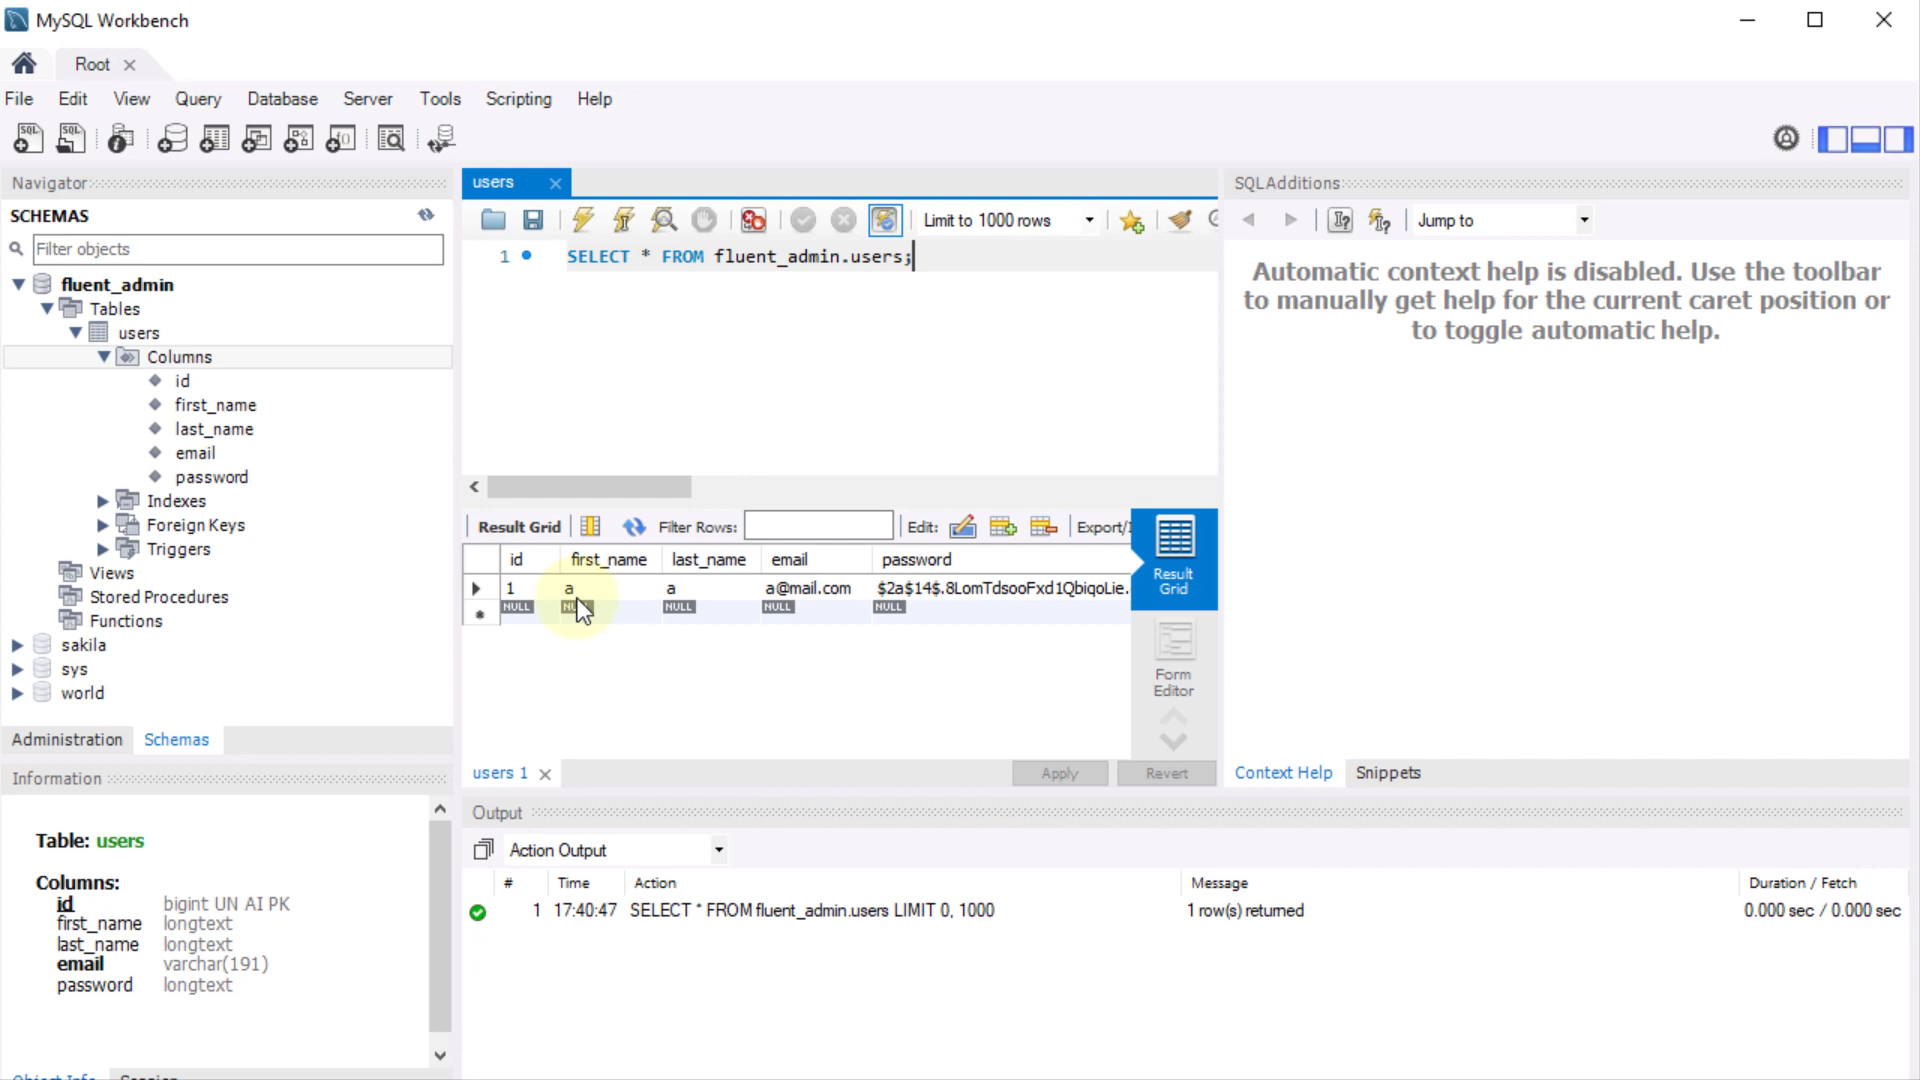 MySQL Workbench
Root
File Edit View Query Database Server Tools Scripting Help
Navigator
SCHEMAS
Filter objects
fluent_admin
Tables
users
Columns
id
first_name
last_name
email
password
Indexes
Foreign Keys
Triggers
Views
Stored Procedures
Functions
sakila
sys
world
Administration Schemas
Information
Table: users
Columns:
id bigint UN AI PK
first_name longtext
last_name longtext
email varchar(191)
password longtext
Object Info Session
users
Limit to 1000 rows
1 SELECT * FROM fluent_admin.users;
Result Grid Filter Rows: Edit: Export/I
id first_name last_name email password
1 a a a@mail.com $2a$14$.8LomTdsooFxd1QbiqoLie.
NULL NULL NULL NULL NULL
Result Grid
Form Editor
users 1 Apply Revert
SQLAdditions
Jump to
Automatic context help is disabled. Use the toolbar
to manually get help for the current caret position or
to toggle automatic help.
Context Help Snippets
Output
Action Output
# Time Action Message Duration / Fetch
1 17:40:47 SELECT * FROM fluent_admin.users LIMIT 0, 1000 1 row(s) returned 0.000 sec / 0.000 sec